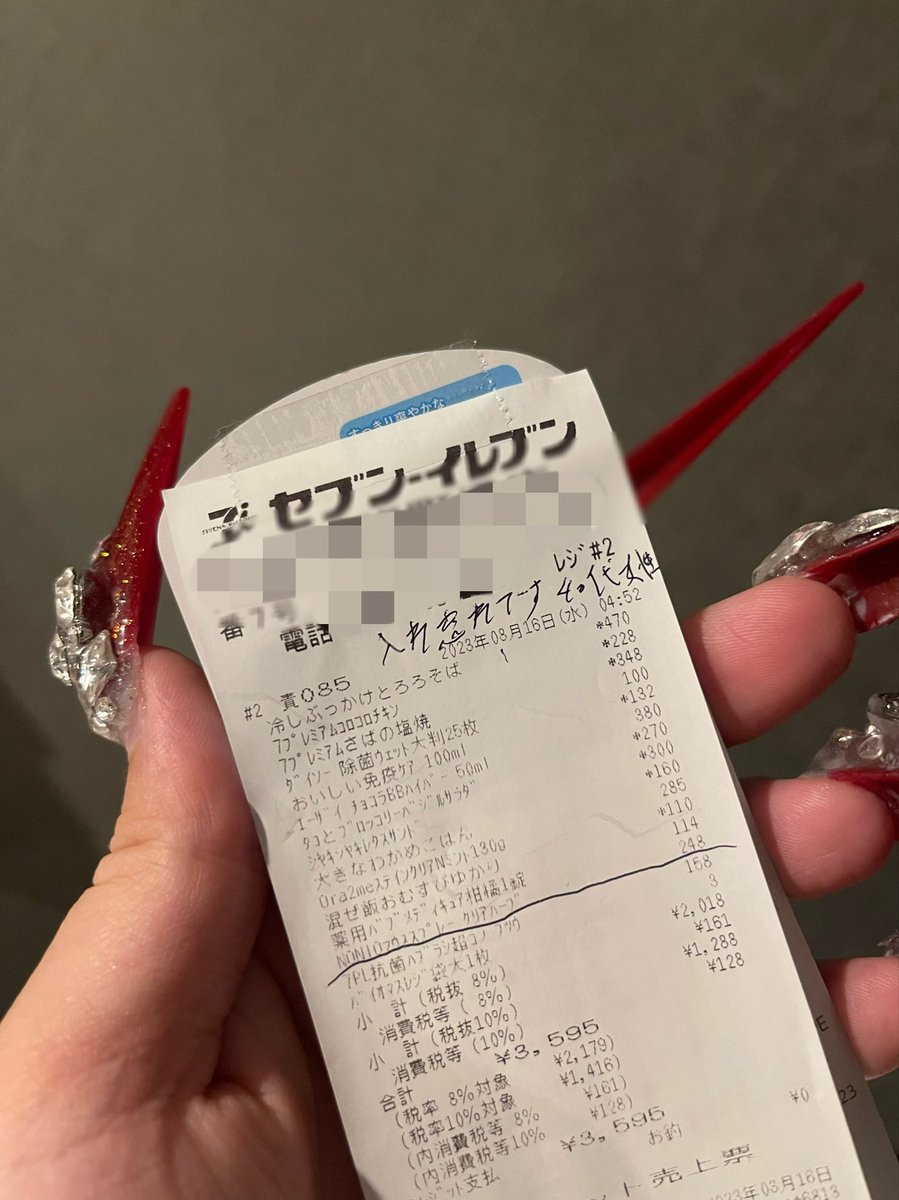 すっきり爽やかな
セブン-イレブン
レジ#2
電話
入れ忘れです 40代女性
2023年08月16日(水) 04:52
#2 責085
冷しぶっかけとろろそば *470
7プレミアムコロコロチキン *228
7プレミアムさばの塩焼 *348
ダイソー 除菌ウェット大判25枚 100
おいしい免疫ケア 100ml *132
エーザイ チョコラBBハイパー 50ml 380
タコとブロッコリーバジルサラダ *270
シャキシャキレタスサンド *300
大きなわかめごはん *160
Ora2meステインクリアNミント130g 285
混ぜ飯おむすびゆかり *110
薬用バブメディキュア柑橘1錠 114
NONIOマウススプレークリアハーブ 248
7PL抗菌ハブラシ超コンパク 158
バイオマスレジ袋大1枚 3
小 計(税抜 8%) ¥2,018
消費税等( 8%) ¥161
小 計(税抜10%) ¥1,288
消費税等(10%) ¥128
合計 ¥3,595
(税率 8%対象 ¥2,179)
(税率10%対象 ¥1,416)
(内消費税等 8% ¥161)
(内消費税等10% ¥128)
ジット支払 ¥3,595
お釣 ¥0
ト売上票
2023年08月16日